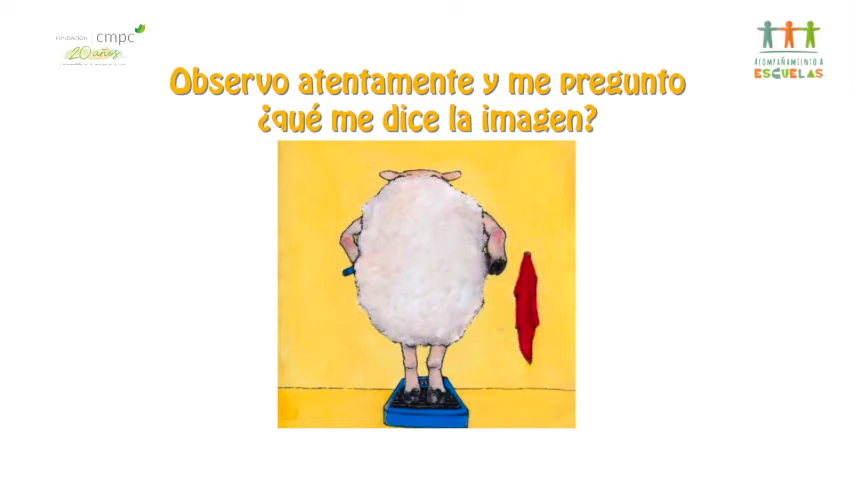 FUNDACIÓN | cmpc
20 años
ACOMPAÑAMIENTO A
ESCUELAS
Observo atentamente y me pregunto
¿qué me dice la imagen?